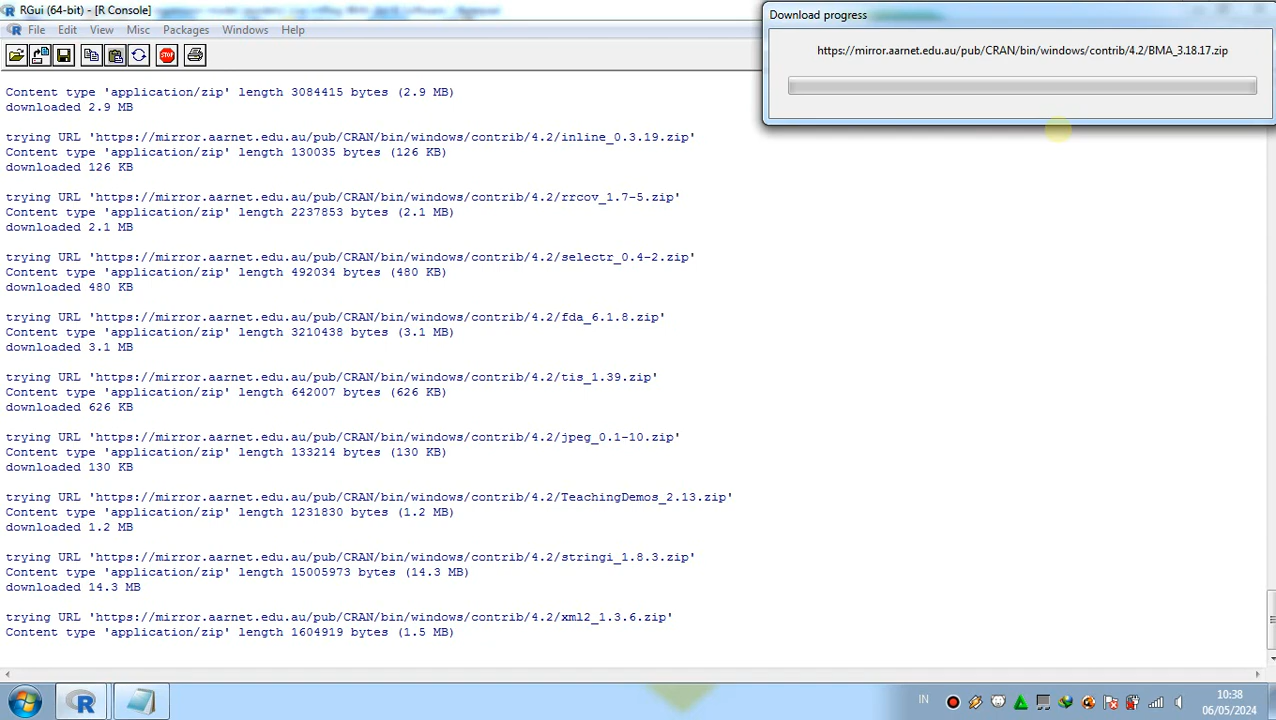 RGui (64-bit) - [R Console]
File Edit View Misc Packages Windows Help
Download progress
https://mirror.aarnet.edu.au/pub/CRAN/bin/windows/contrib/4.2/BMA_3.18.17.zip
Content type 'application/zip' length 3084415 bytes (2.9 MB)
downloaded 2.9 MB
trying URL 'https://mirror.aarnet.edu.au/pub/CRAN/bin/windows/contrib/4.2/inline_0.3.19.zip'
Content type 'application/zip' length 130035 bytes (126 KB)
downloaded 126 KB
trying URL 'https://mirror.aarnet.edu.au/pub/CRAN/bin/windows/contrib/4.2/rrcov_1.7-5.zip'
Content type 'application/zip' length 2237853 bytes (2.1 MB)
downloaded 2.1 MB
trying URL 'https://mirror.aarnet.edu.au/pub/CRAN/bin/windows/contrib/4.2/selectr_0.4-2.zip'
Content type 'application/zip' length 492034 bytes (480 KB)
downloaded 480 KB
trying URL 'https://mirror.aarnet.edu.au/pub/CRAN/bin/windows/contrib/4.2/fda_6.1.8.zip'
Content type 'application/zip' length 3210438 bytes (3.1 MB)
downloaded 3.1 MB
trying URL 'https://mirror.aarnet.edu.au/pub/CRAN/bin/windows/contrib/4.2/tis_1.39.zip'
Content type 'application/zip' length 642007 bytes (626 KB)
downloaded 626 KB
trying URL 'https://mirror.aarnet.edu.au/pub/CRAN/bin/windows/contrib/4.2/jpeg_0.1-10.zip'
Content type 'application/zip' length 133214 bytes (130 KB)
downloaded 130 KB
trying URL 'https://mirror.aarnet.edu.au/pub/CRAN/bin/windows/contrib/4.2/TeachingDemos_2.13.zip'
Content type 'application/zip' length 1231830 bytes (1.2 MB)
downloaded 1.2 MB
trying URL 'https://mirror.aarnet.edu.au/pub/CRAN/bin/windows/contrib/4.2/stringi_1.8.3.zip'
Content type 'application/zip' length 15005973 bytes (14.3 MB)
downloaded 14.3 MB
trying URL 'https://mirror.aarnet.edu.au/pub/CRAN/bin/windows/contrib/4.2/xml2_1.3.6.zip'
Content type 'application/zip' length 1604919 bytes (1.5 MB)
IN
10:38
06/05/2024